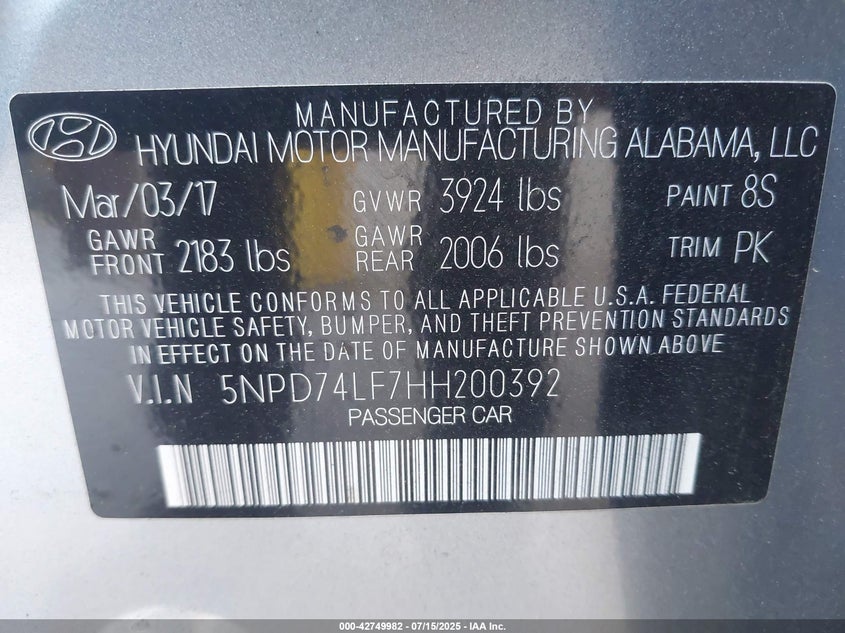 MANUFACTURED BY
HYUNDAI MOTOR MANUFACTURING ALABAMA, LLC
Mar/03/17 GVWR 3924 lbs PAINT 8S
GAWR FRONT 2183 lbs GAWR REAR 2006 lbs TRIM PK
THIS VEHICLE CONFORMS TO ALL APPLICABLE U.S.A. FEDERAL
MOTOR VEHICLE SAFETY, BUMPER, AND THEFT PREVENTION STANDARDS
IN EFFECT ON THE DATE OF MANUFACTURE SHOWN ABOVE
V.I.N 5NPD74LF7HH200392
PASSENGER CAR
000-42749982 - 07/15/2025 - IAA Inc.